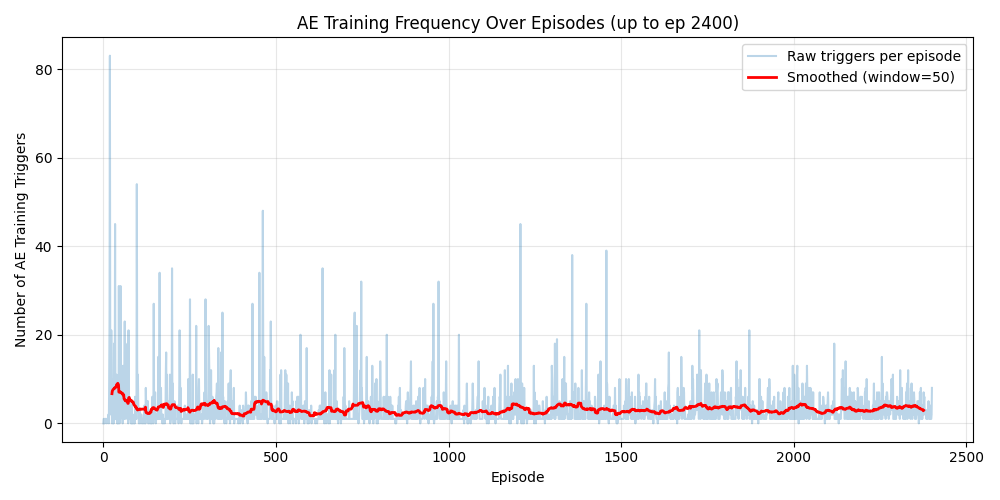 AE Training Frequency Over Episodes (up to ep 2400)
Raw triggers per episode
Smoothed (window=50)
Number of AE Training Triggers
80
60
40
20
0
0 500 1000 1500 2000 2500
Episode